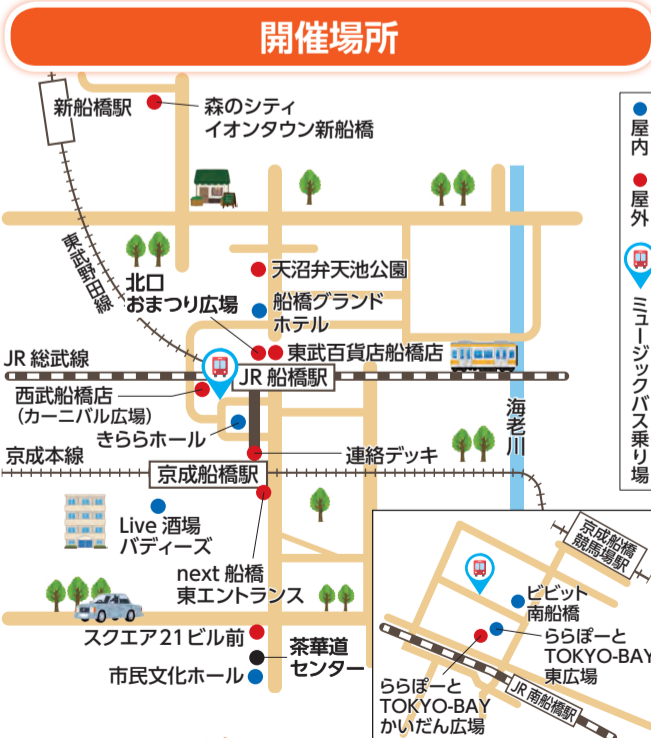 開催場所
新船橋駅
森のシティ
イオンタウン新船橋
屋内
屋外
ミュージックバス乗り場
東武野田線
北口
おまつり広場
天沼弁天池公園
船橋グランド
ホテル
東武百貨店船橋店
JR 総武線
JR 船橋駅
西武船橋店
(カーニバル広場)
きららホール
海老川
連絡デッキ
京成本線
京成船橋駅
Live 酒場
バディーズ
next 船橋
東エントランス
スクエア21ビル前
茶華道
センター
市民文化ホール
京成船橋
競馬場駅
ビビット
南船橋
ららぽーと
TOKYO-BAY
東広場
ららぽーと
TOKYO-BAY
かいだん広場
JR 南船橋駅